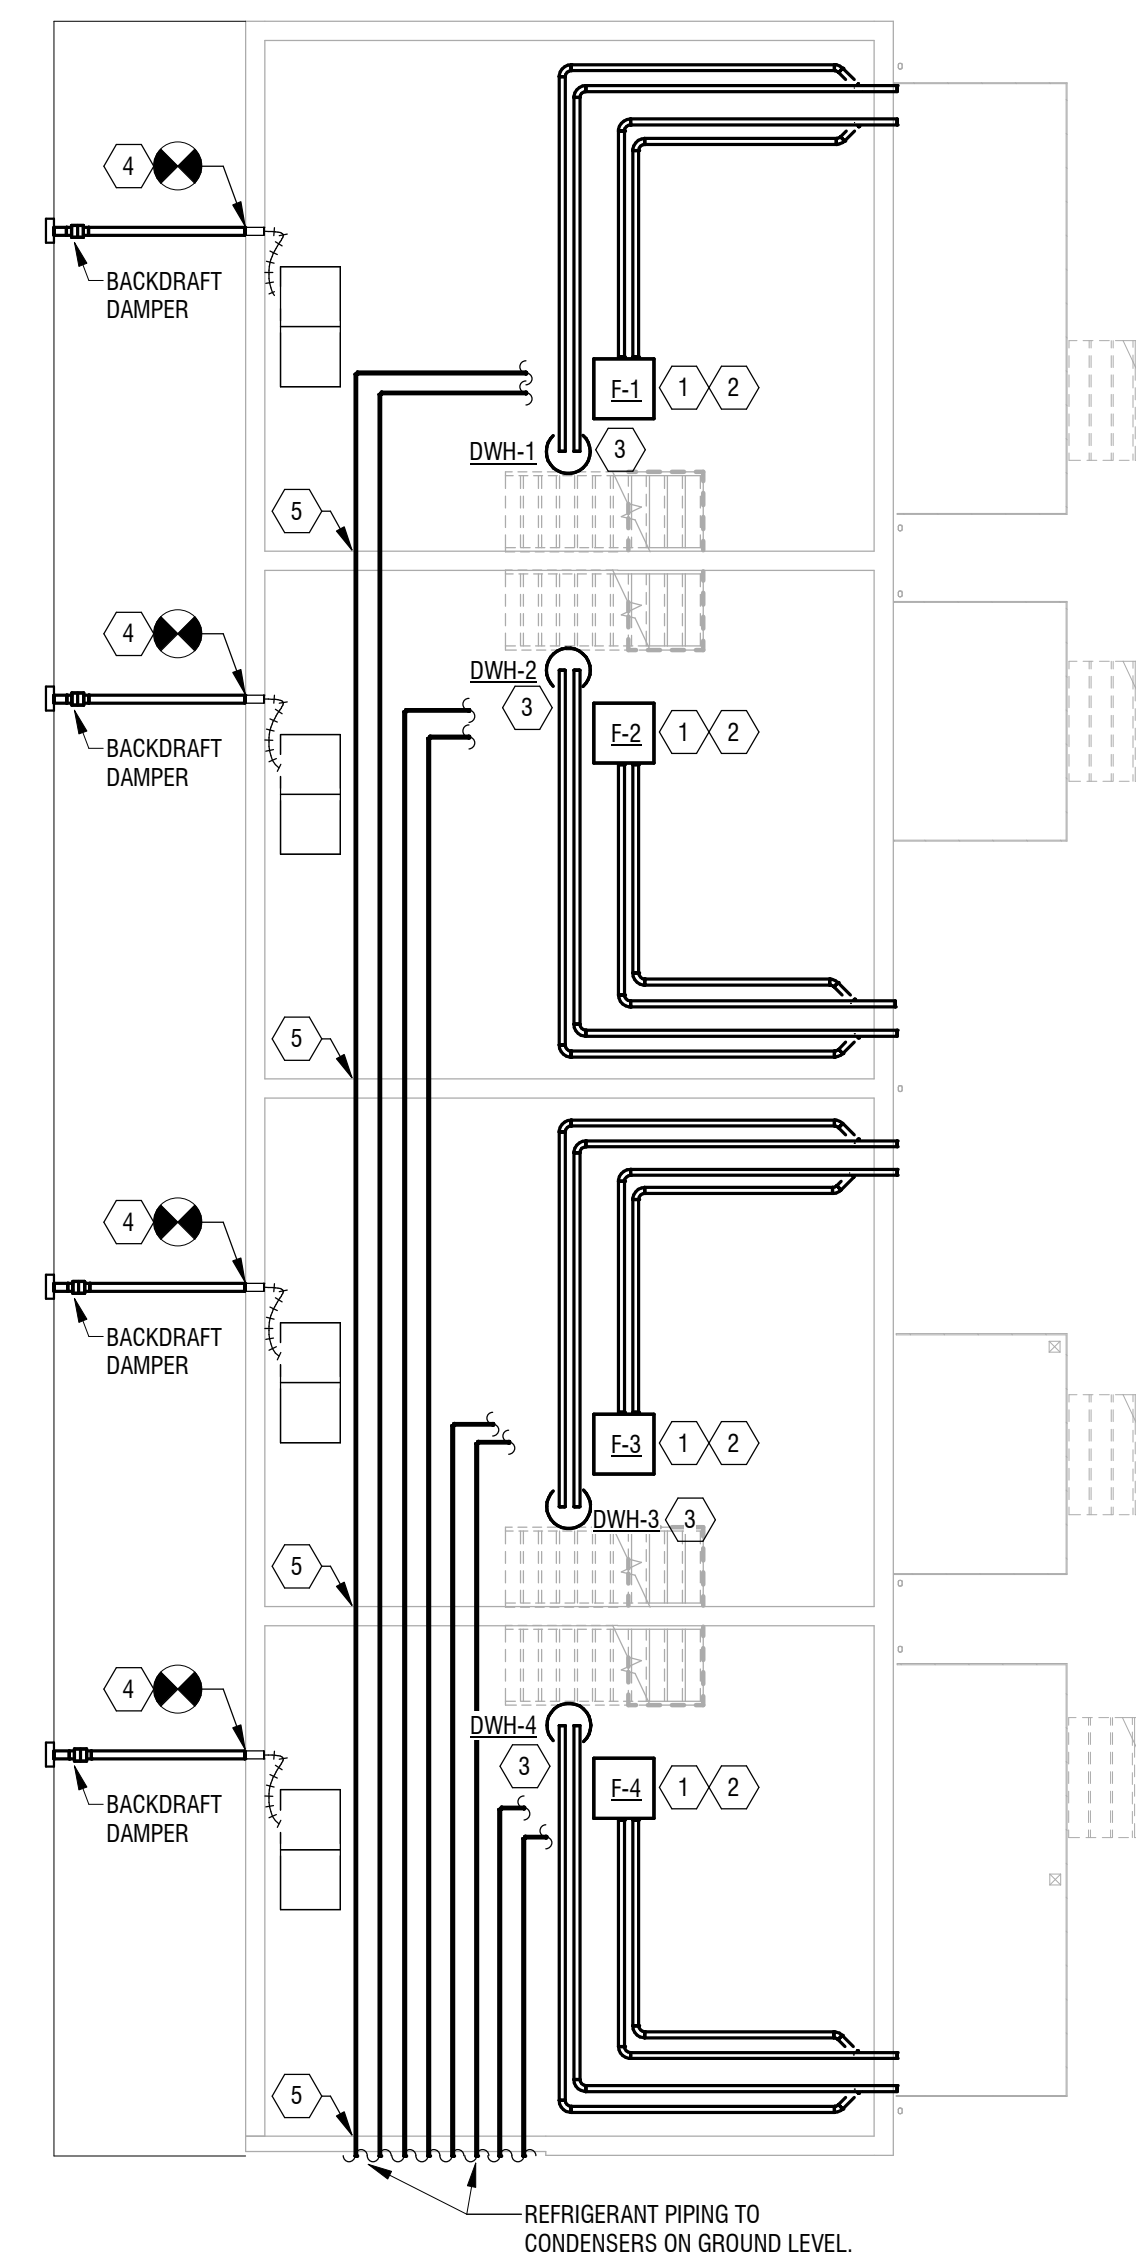 4
BACKDRAFT
DAMPER
F-1
1
2
DWH-1
3
5
4
DWH-2
3
F-2
1
2
BACKDRAFT
DAMPER
5
4
BACKDRAFT
DAMPER
F-3
1
2
DWH-3
3
5
4
DWH-4
3
F-4
1
2
BACKDRAFT
DAMPER
5
REFRIGERANT PIPING TO
CONDENSERS ON GROUND LEVEL.